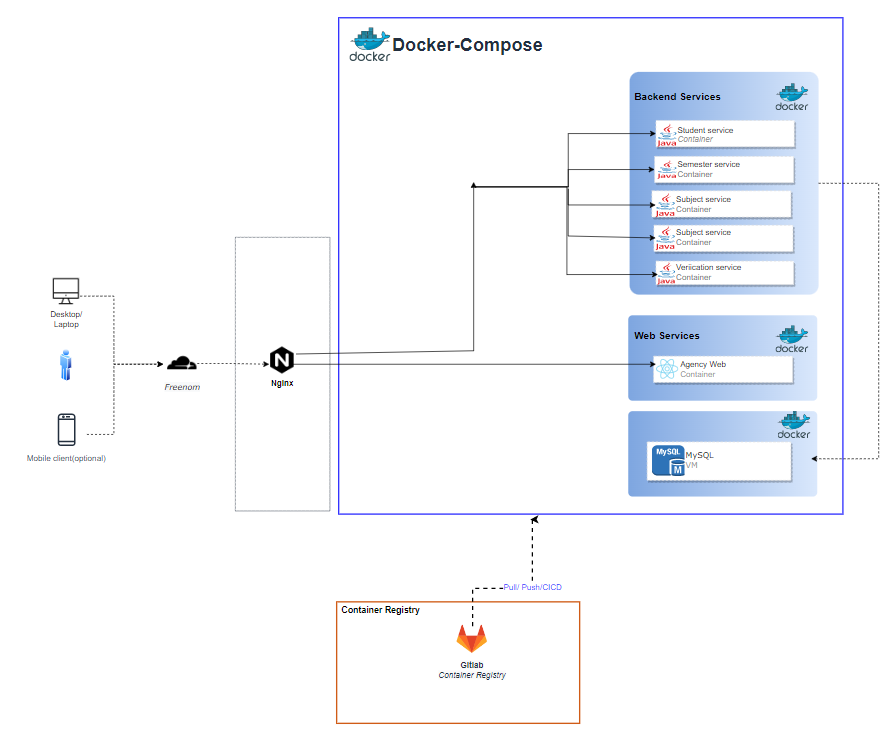 docker
Docker-Compose
Backend Services
docker
Java
Student service
Container
Java
Semester service
Container
Java
Subject service
Container
Java
Subject service
Container
Java
Veriication service
Container
Desktop/
Laptop
Freenom
N
NgInx
Mobile client(optional)
Web Services
docker
Agency Web
Container
docker
MySQL
M
MySQL
VM
Pull/ Push/CICD
Container Registry
Gitlab
Container Registry